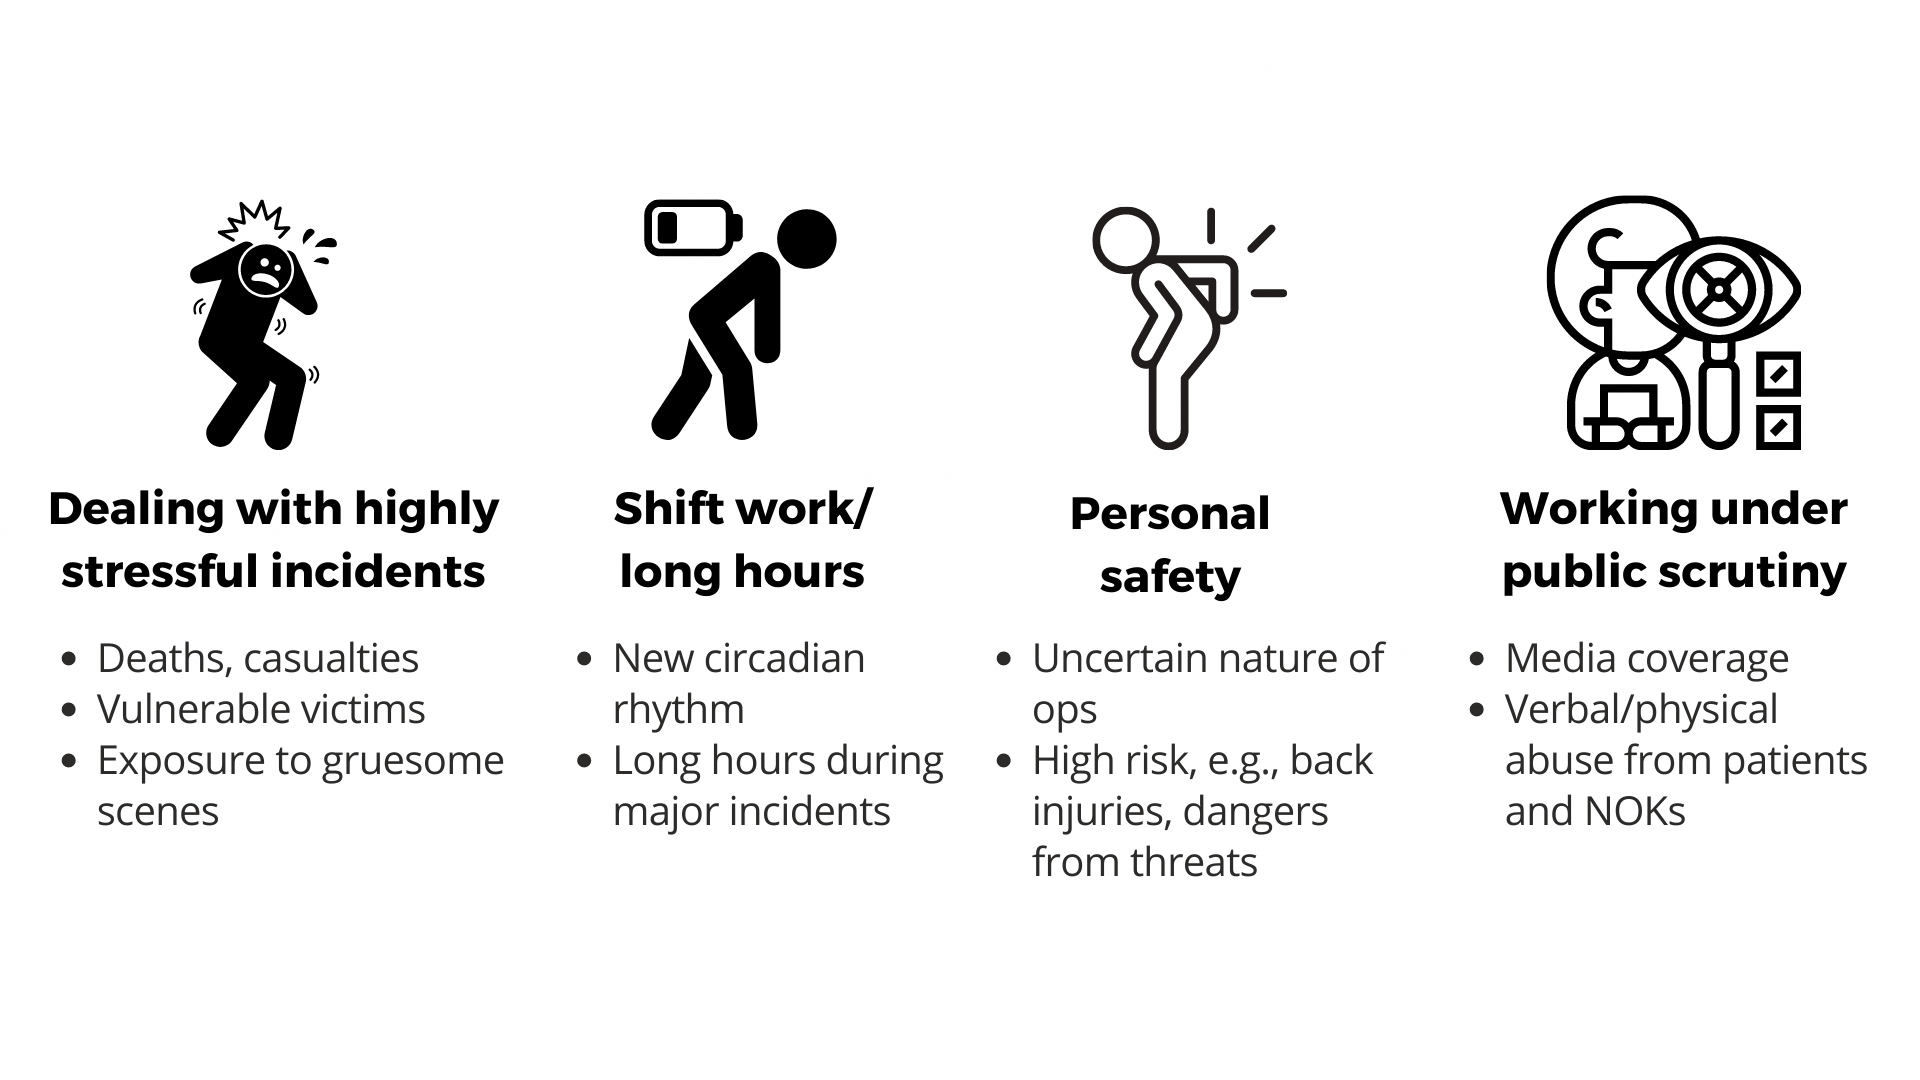 Dealing with highly
stressful incidents
• Deaths, casualties
• Vulnerable victims
• Exposure to gruesome
scenes
Shift work/
long hours
• New circadian
rhythm
• Long hours during
major incidents
Personal
safety
• Uncertain nature of
ops
• High risk, e.g., back
injuries, dangers
from threats
Working under
public scrutiny
• Media coverage
• Verbal/physical
abuse from patients
and NOKs